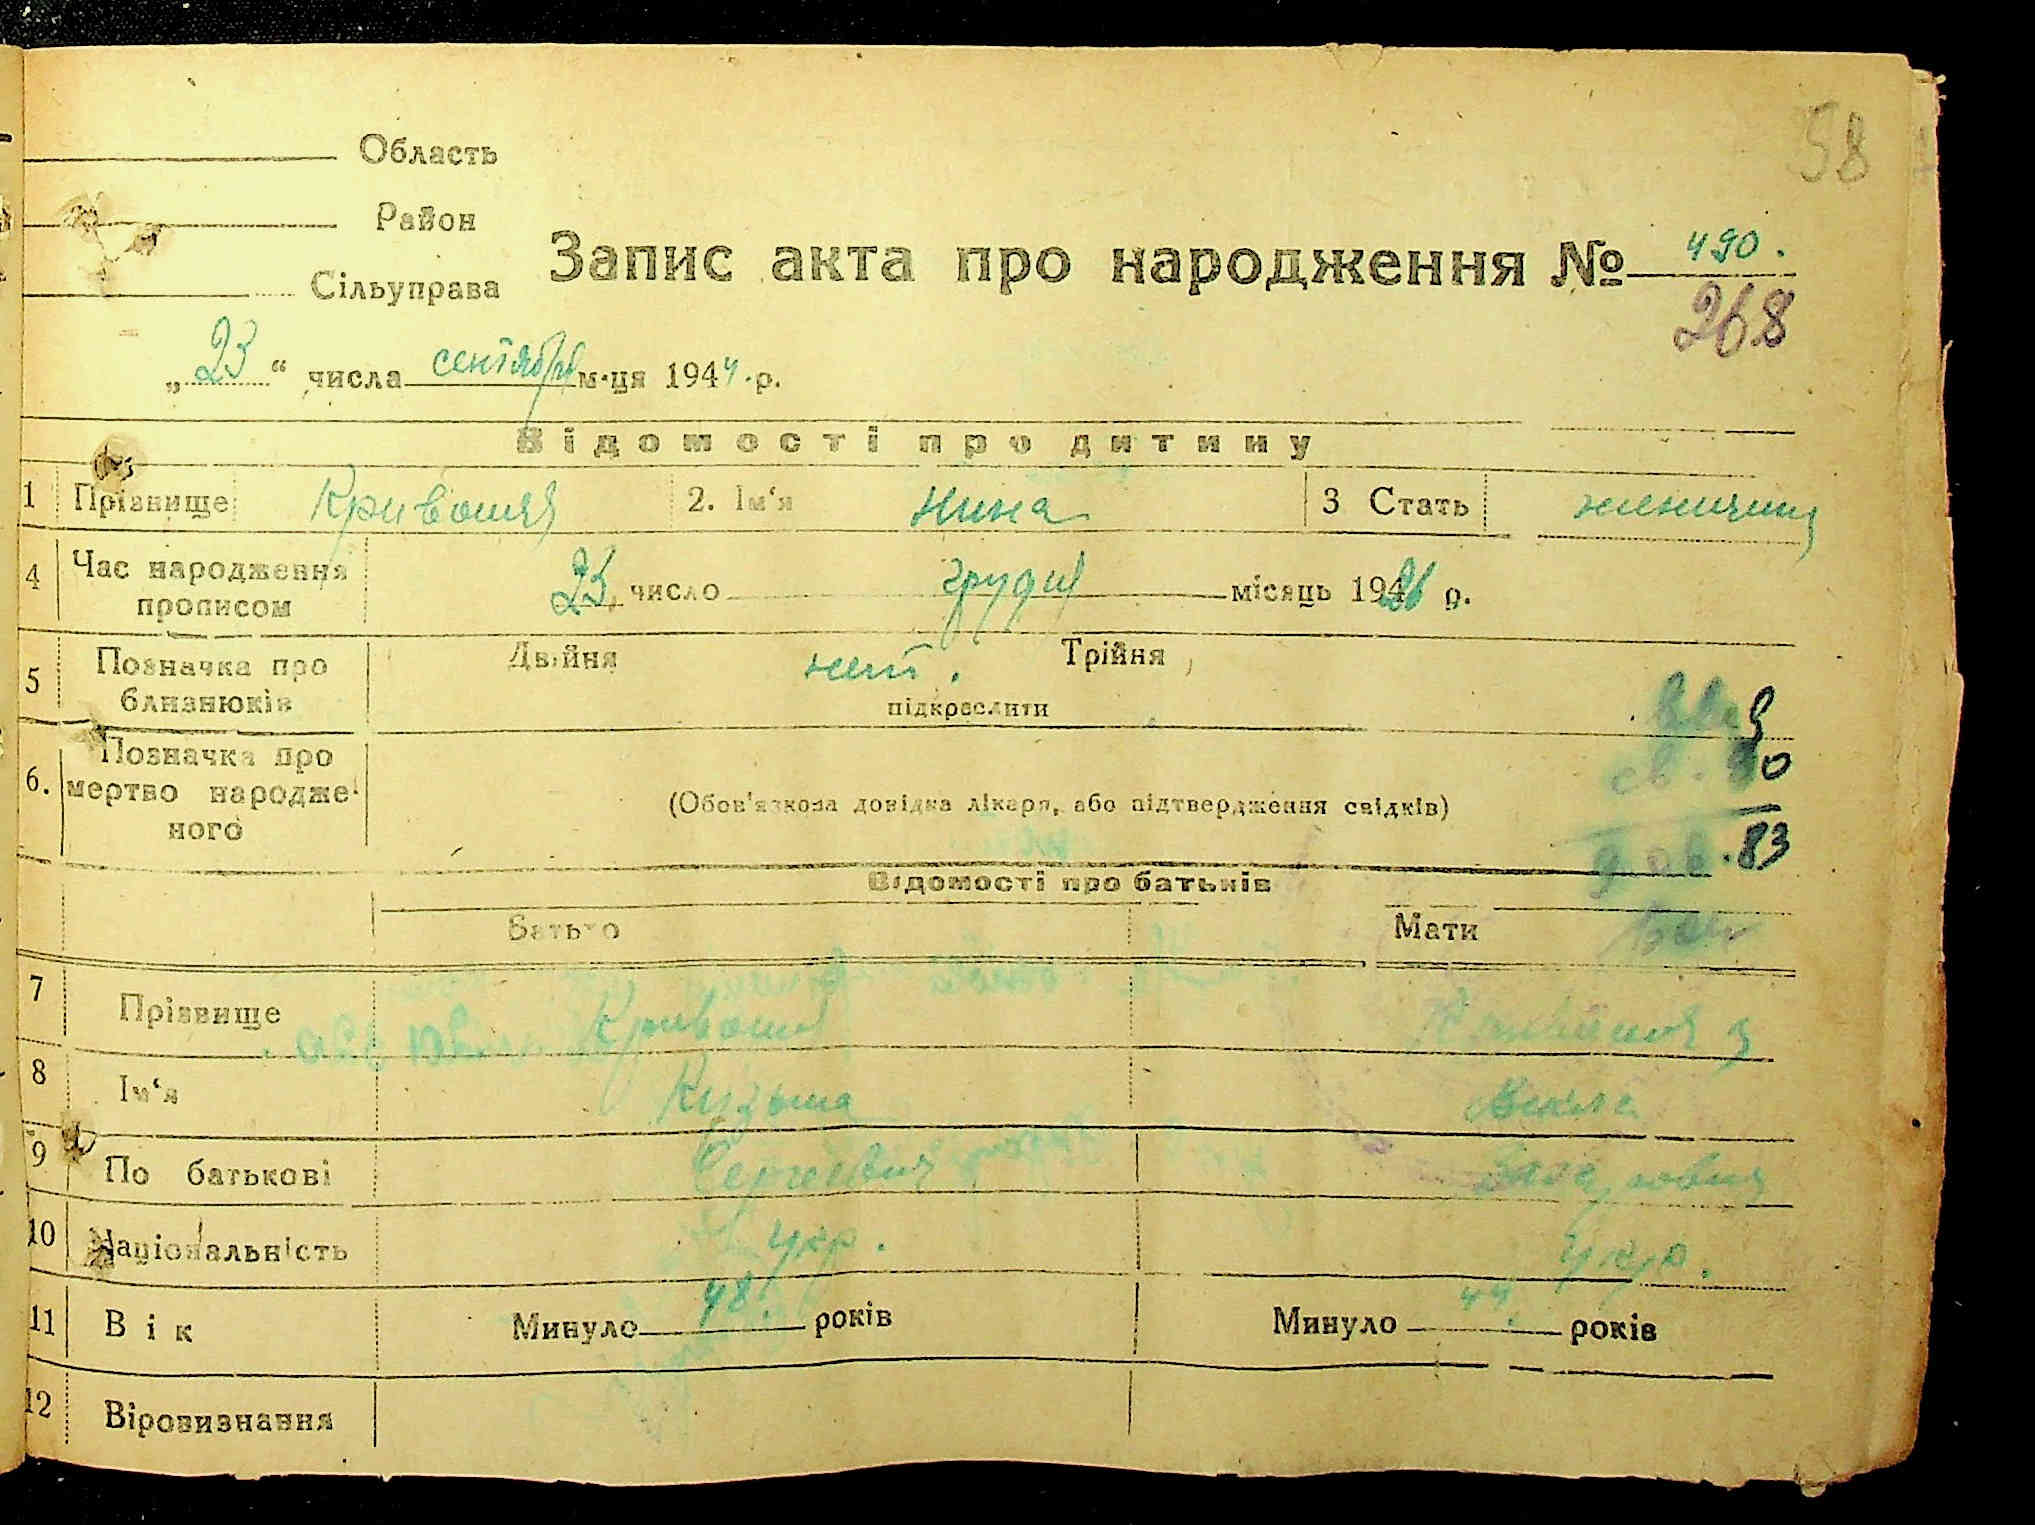 58
Область
Район
Сільуправа
Запис акта про народження № 490.
268
„23“ числа сентября м-ця 1944 р.
Відомості про дитину
1 Прізвище Кривошея 2. Ім'я Нина 3 Стать женщина
4 Час народження прописом 23 число грудня місяць 1926 р.
5 Позначка про близнюків Двійня нет. Трійня
підкреслити
6. Позначка про мертво народженого
(Обов'язкова довідка лікаря, або підтвердження свідків)
83
Відомості про батьків
Батько Мати
7 Прізвище Кривошея
8 Ім'я Кузьма
9 По батькові Сергеевич
10 Національність укр. укр.
11 Вік Минуло 48. років Минуло 44. років
12 Віровизнання